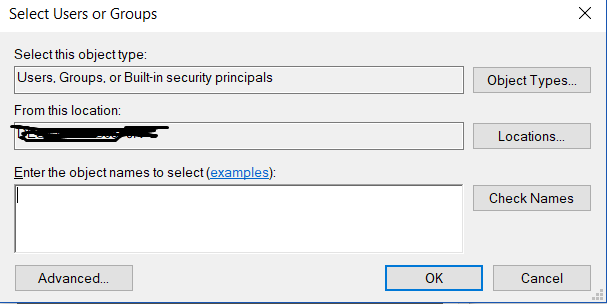 Select Users or Groups
Select this object type:
Users, Groups, or Built-in security principals
Object Types...
From this location:
Locations...
Enter the object names to select (examples):
Check Names
Advanced...
OK
Cancel